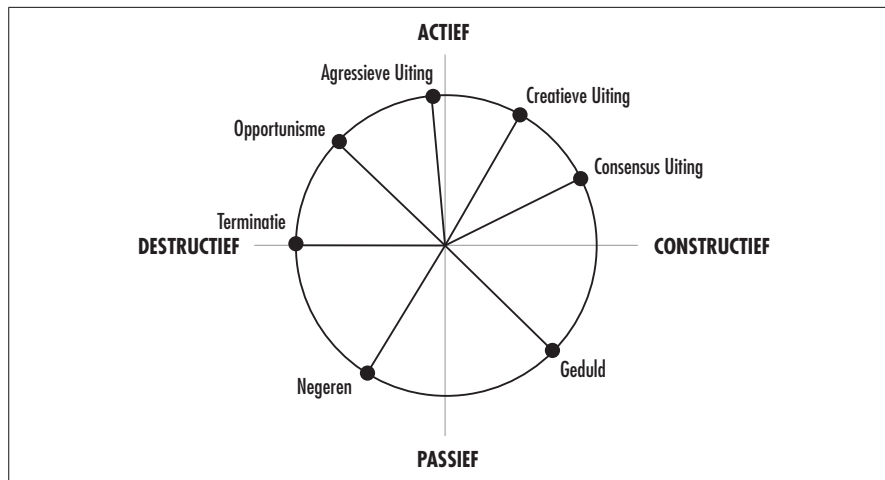 ACTIEF
Agressieve Uiting
Creatieve Uiting
Opportunisme
Consensus Uiting
Terminatie
DESTRUCTIEF
CONSTRUCTIEF
Geduld
Negeren
PASSIEF